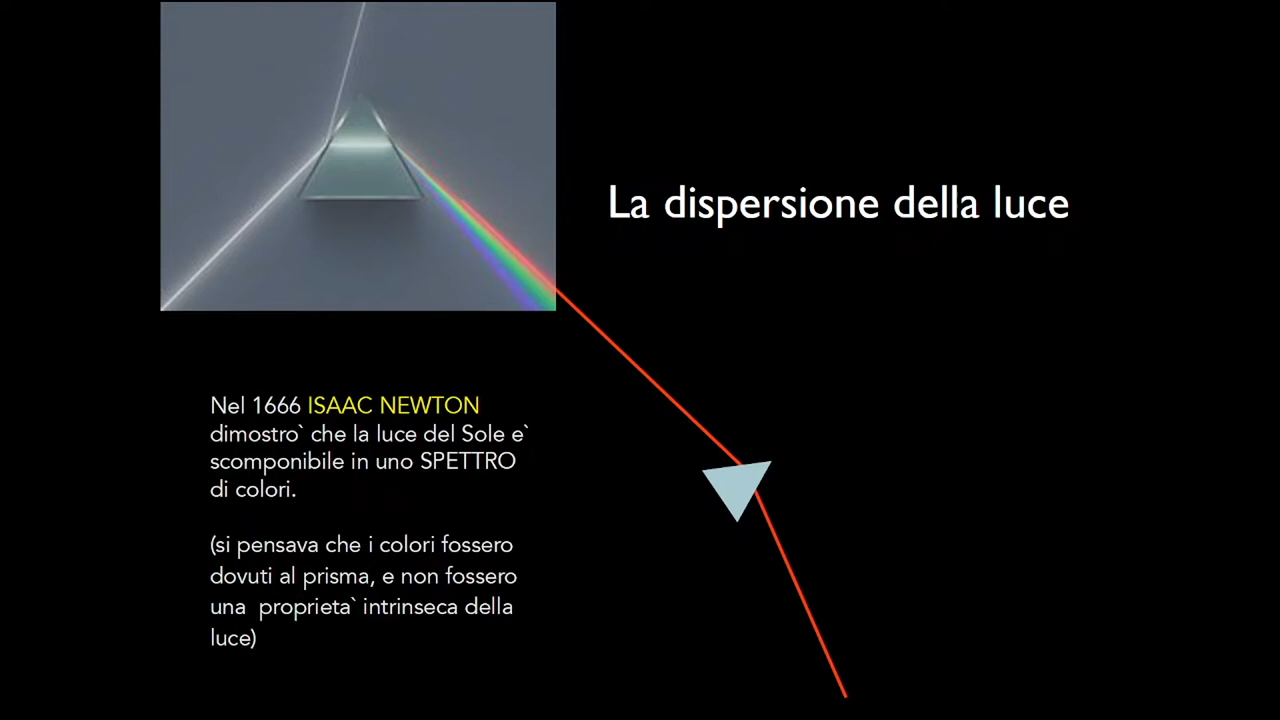 La dispersione della luce
Nel 1666 ISAAC NEWTON
dimostro` che la luce del Sole e`
scomponibile in uno SPETTRO
di colori.
(si pensava che i colori fossero
dovuti al prisma, e non fossero
una  proprieta` intrinseca della
luce)